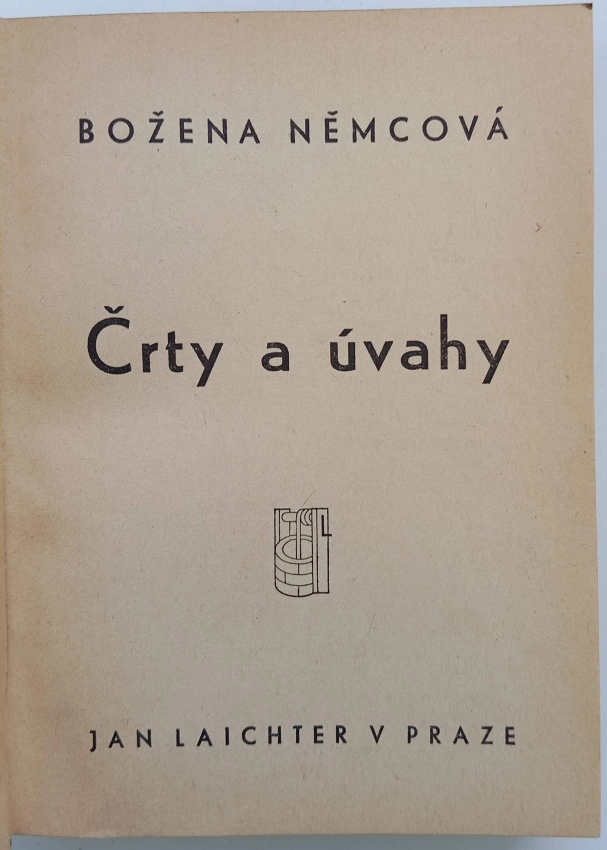 BOŽENA NĚMCOVÁ
Črty a úvahy
L
JAN LAICHTER V PRAZE